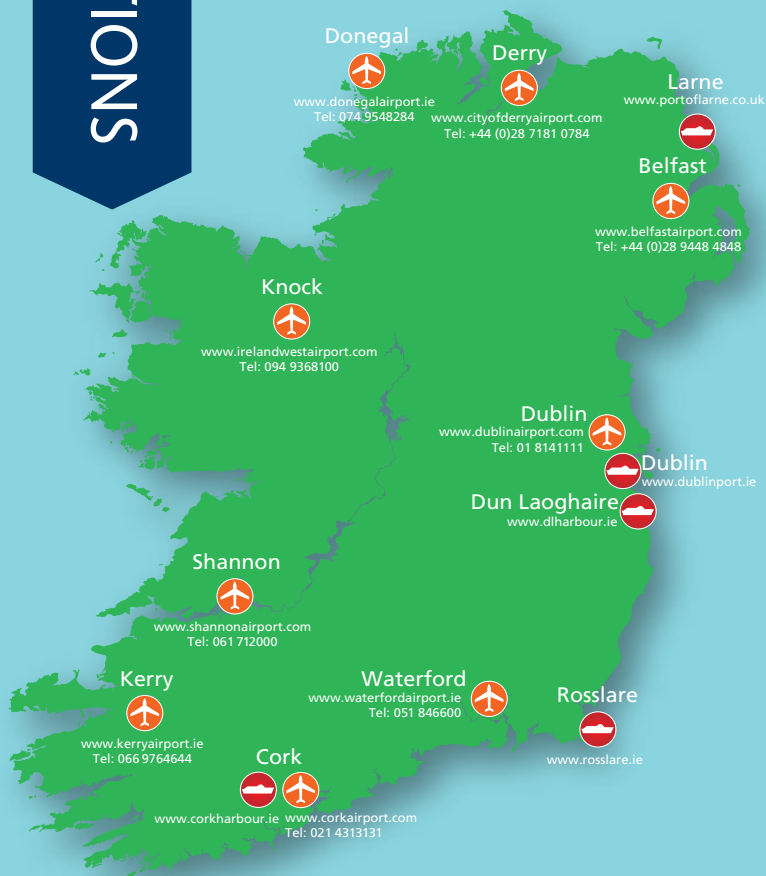 IONS
Donegal
www.donegalairport.ie
Tel: 074 9548284
Derry
www.cityofderryairport.com
Tel: +44 (0)28 7181 0784
Larne
www.portoflarne.co.uk
Belfast
www.belfastairport.com
Tel: +44 (0)28 9448 4848
Knock
www.irelandwestairport.com
Tel: 094 9368100
Dublin
www.dublinairport.com
Tel: 01 8141111
Dublin
www.dublinport.ie
Dun Laoghaire
www.dlharbour.ie
Shannon
www.shannonairport.com
Tel: 061 712000
Kerry
www.kerryairport.ie
Tel: 066 9764644
Waterford
www.waterfordairport.ie
Tel: 051 846600
Rosslare
www.rosslare.ie
Cork
www.corkharbour.ie
www.corkairport.com
Tel: 021 4313131